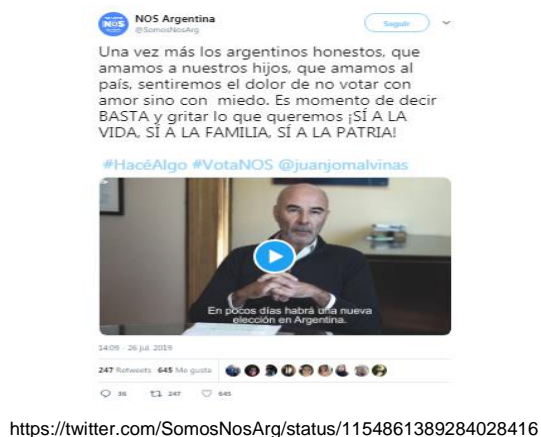 NOS Argentina
NOS
@SomosNosArg
Seguir
Una vez más los argentinos honestos, que
amamos a nuestros hijos, que amamos al
país, sentiremos el dolor de no votar con
amor sino con miedo. Es momento de decir
BASTA y gritar lo que queremos ¡SÍ A LA
VIDA, SÍ A LA FAMILIA, SÍ A LA PATRIA!
#HacéAlgo #VotaNOS @juanjomalvinas
En pocos días habrá una nueva
elección en Argentina.
14:09 - 26 jul. 2019
247 Retweets 645 Me gusta
36 247 645
https://twitter.com/SomosNosArg/status/1154861389284028416